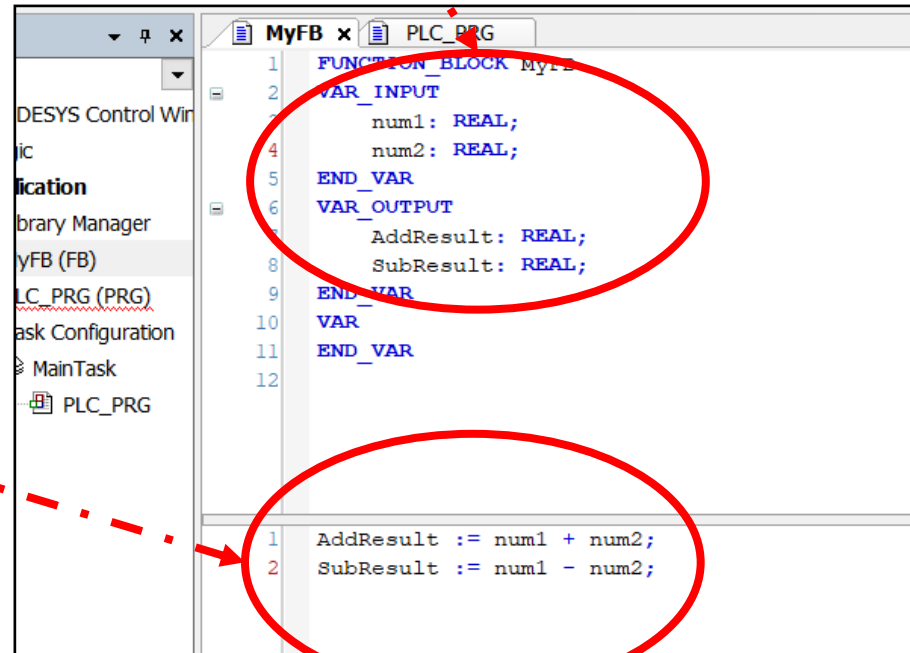 MyFB x PLC_PRG
DESYS Control Win
gic
lication
brary Manager
yFB (FB)
LC_PRG (PRG)
ask Configuration
MainTask
PLC_PRG
1 FUNCTION_BLOCK MyFB
2 VAR_INPUT
3 num1: REAL;
4 num2: REAL;
5 END_VAR
6 VAR_OUTPUT
7 AddResult: REAL;
8 SubResult: REAL;
9 END_VAR
10 VAR
11 END_VAR
12
1 AddResult := num1 + num2;
2 SubResult := num1 - num2;